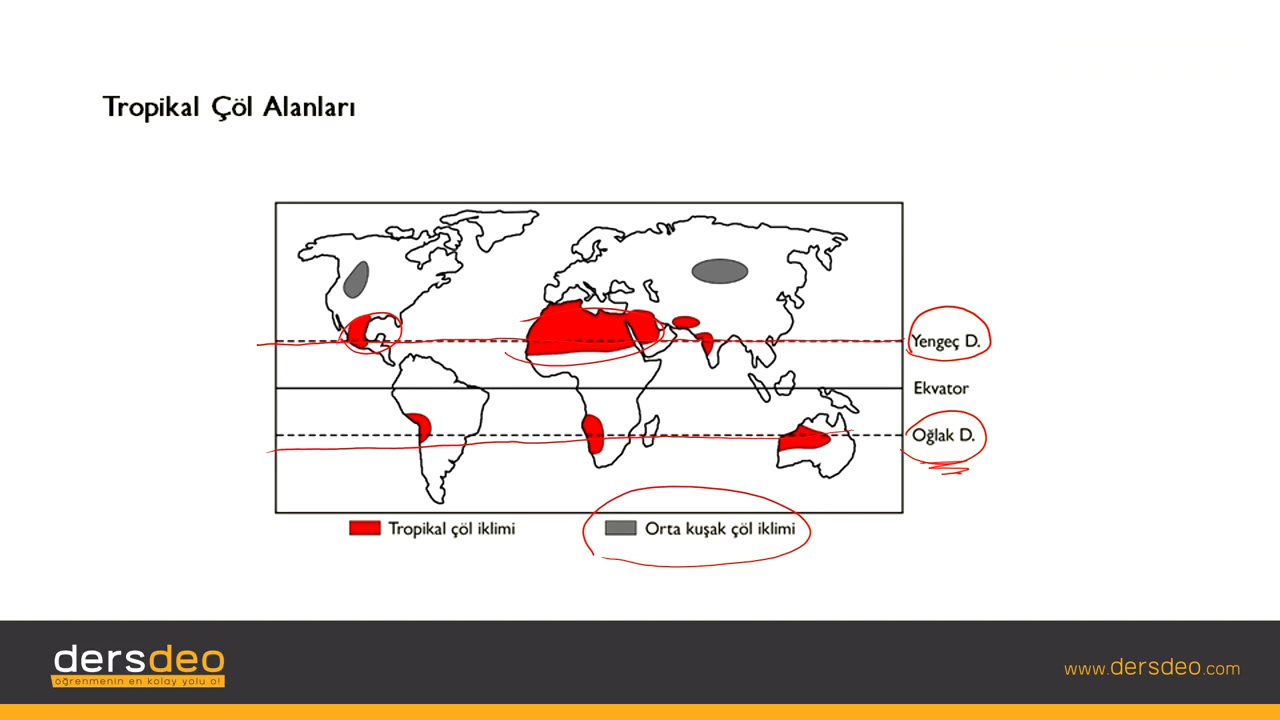 Tropikal Çöl Alanları
Yengeç D.
Ekvator
Oğlak D.
Tropikal çöl iklimi
Orta kuşak çöl iklimi
dersdeo
öğrenmenin en kolay yolu o!
www.dersdeo.com